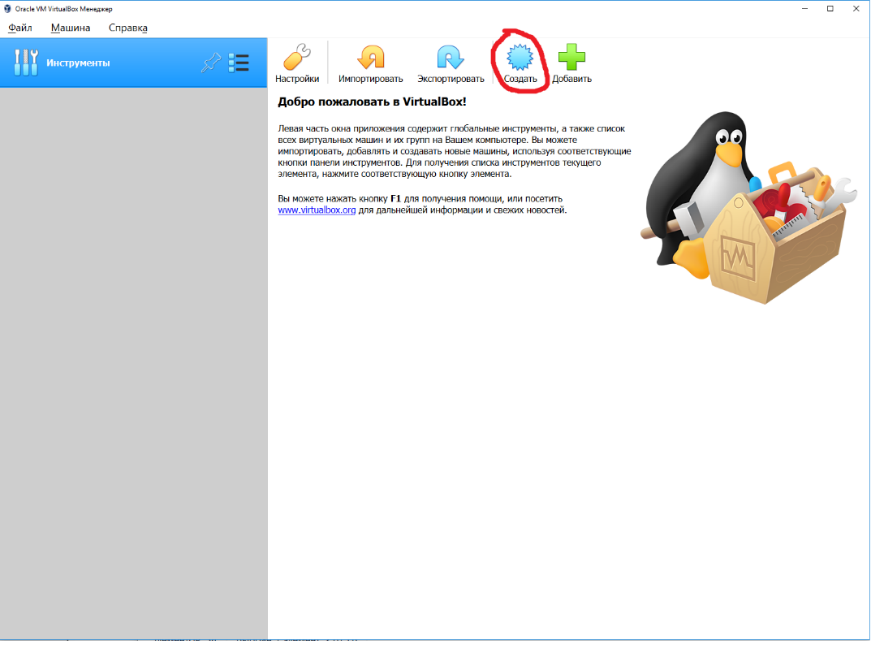 Oracle VM VirtualBox Менеджер
Файл Машина Справка
Инструменты
Настройки Импортировать Экспортировать Создать Добавить
Добро пожаловать в VirtualBox!
Левая часть окна приложения содержит глобальные инструменты, а также список
всех виртуальных машин и их групп на Вашем компьютере. Вы можете
импортировать, добавлять и создавать новые машины, используя соответствующие
кнопки панели инструментов. Для получения списка инструментов текущего
элемента, нажмите соответствующую кнопку элемента.
Вы можете нажать кнопку F1 для получения помощи, или посетить
www.virtualbox.org для дальнейшей информации и свежих новостей.